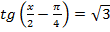 tg(x/2 − π/4) = √3